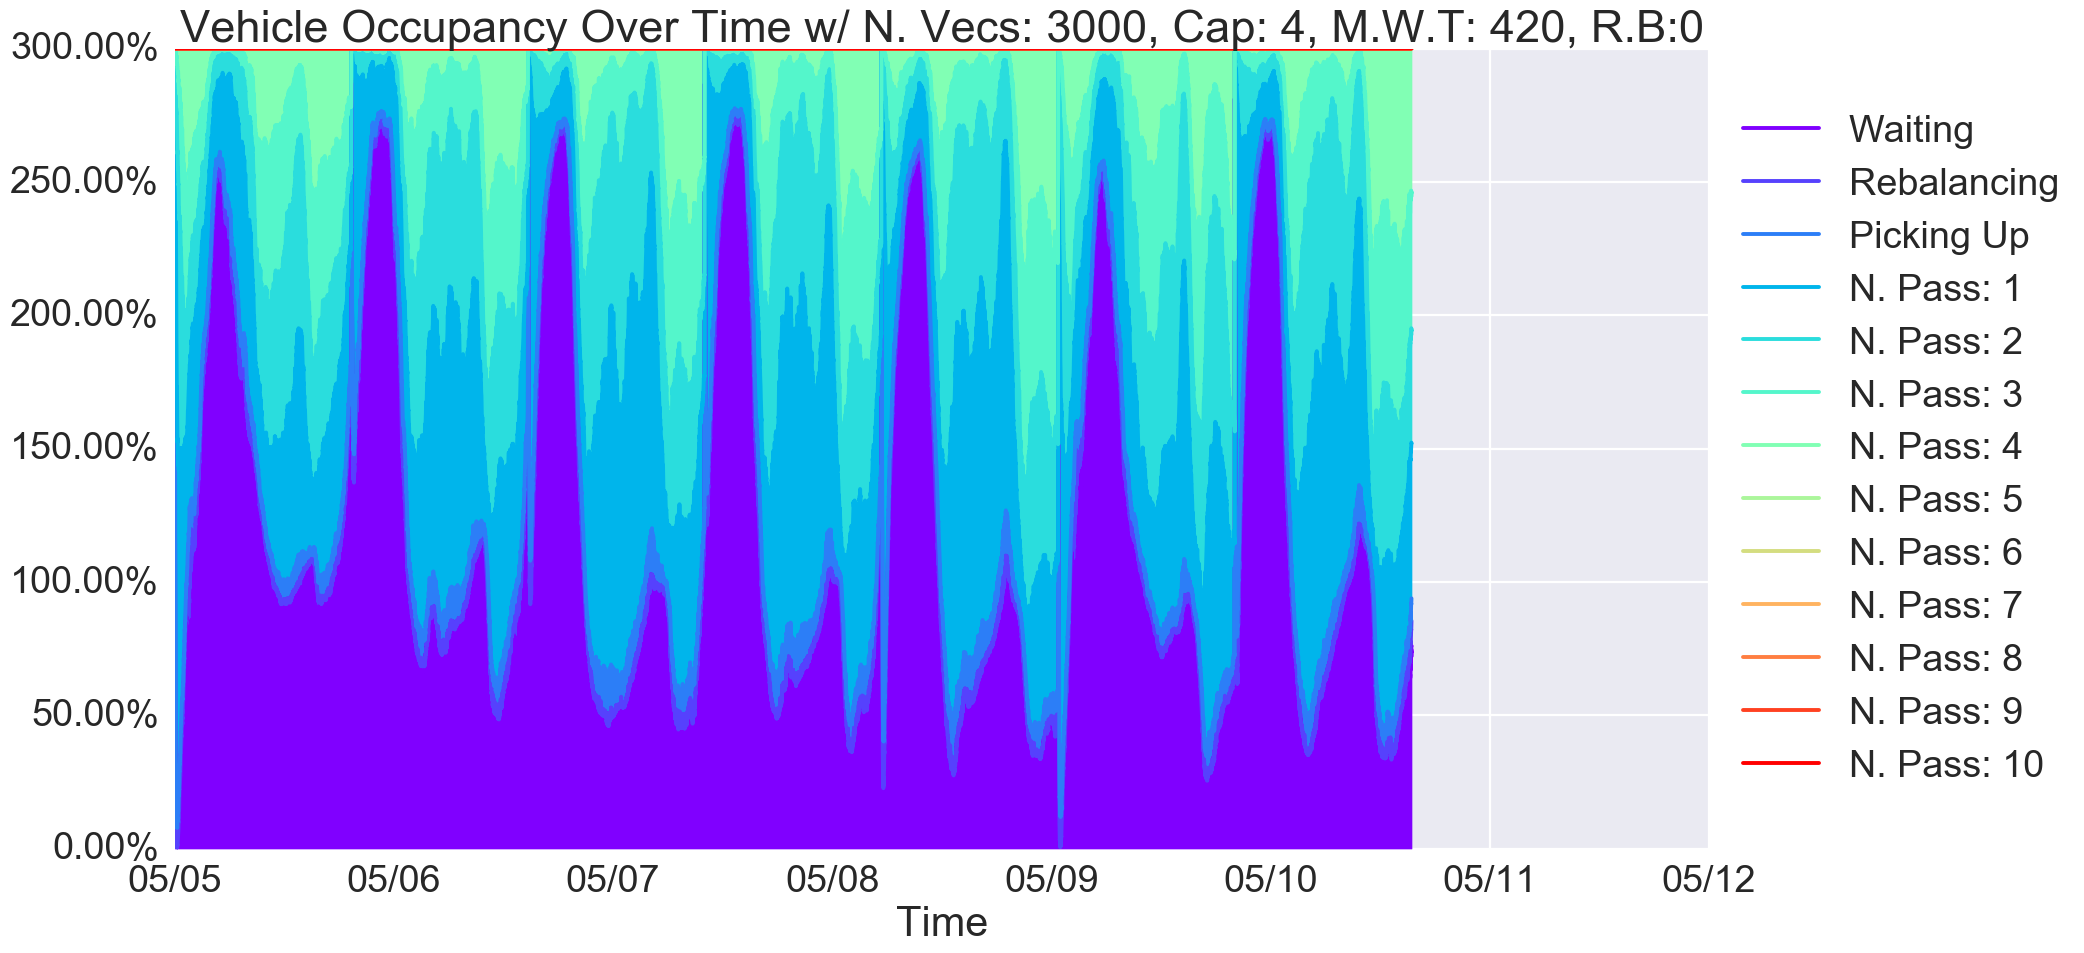 Vehicle Occupancy Over Time w/ N. Vecs: 3000, Cap: 4, M.W.T: 420, R.B:0
300.00%
250.00%
200.00%
150.00%
100.00%
50.00%
0.00%
05/05 05/06 05/07 05/08 05/09 05/10 05/11 05/12
Time
Waiting
Rebalancing
Picking Up
N. Pass: 1
N. Pass: 2
N. Pass: 3
N. Pass: 4
N. Pass: 5
N. Pass: 6
N. Pass: 7
N. Pass: 8
N. Pass: 9
N. Pass: 10